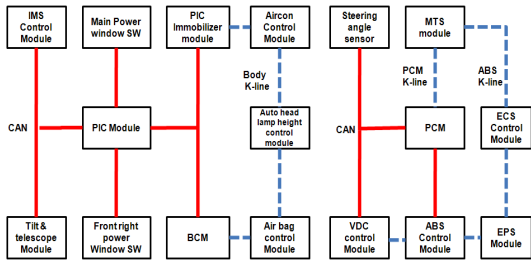 IMS
Control
Module
Main Power
window SW
PIC
Immobilizer
module
Aircon
Control
Module
Steering
angle
sensor
MTS
module
Body
K-line
PCM
K-line
ABS
K-line
CAN
PIC Module
Auto head
lamp height
control
module
CAN
PCM
ECS
Control
Module
Tilt &
telescope
Module
Front right
power
Window SW
BCM
Air bag
control
Module
VDC
control
Module
ABS
Control
Module
EPS
Module